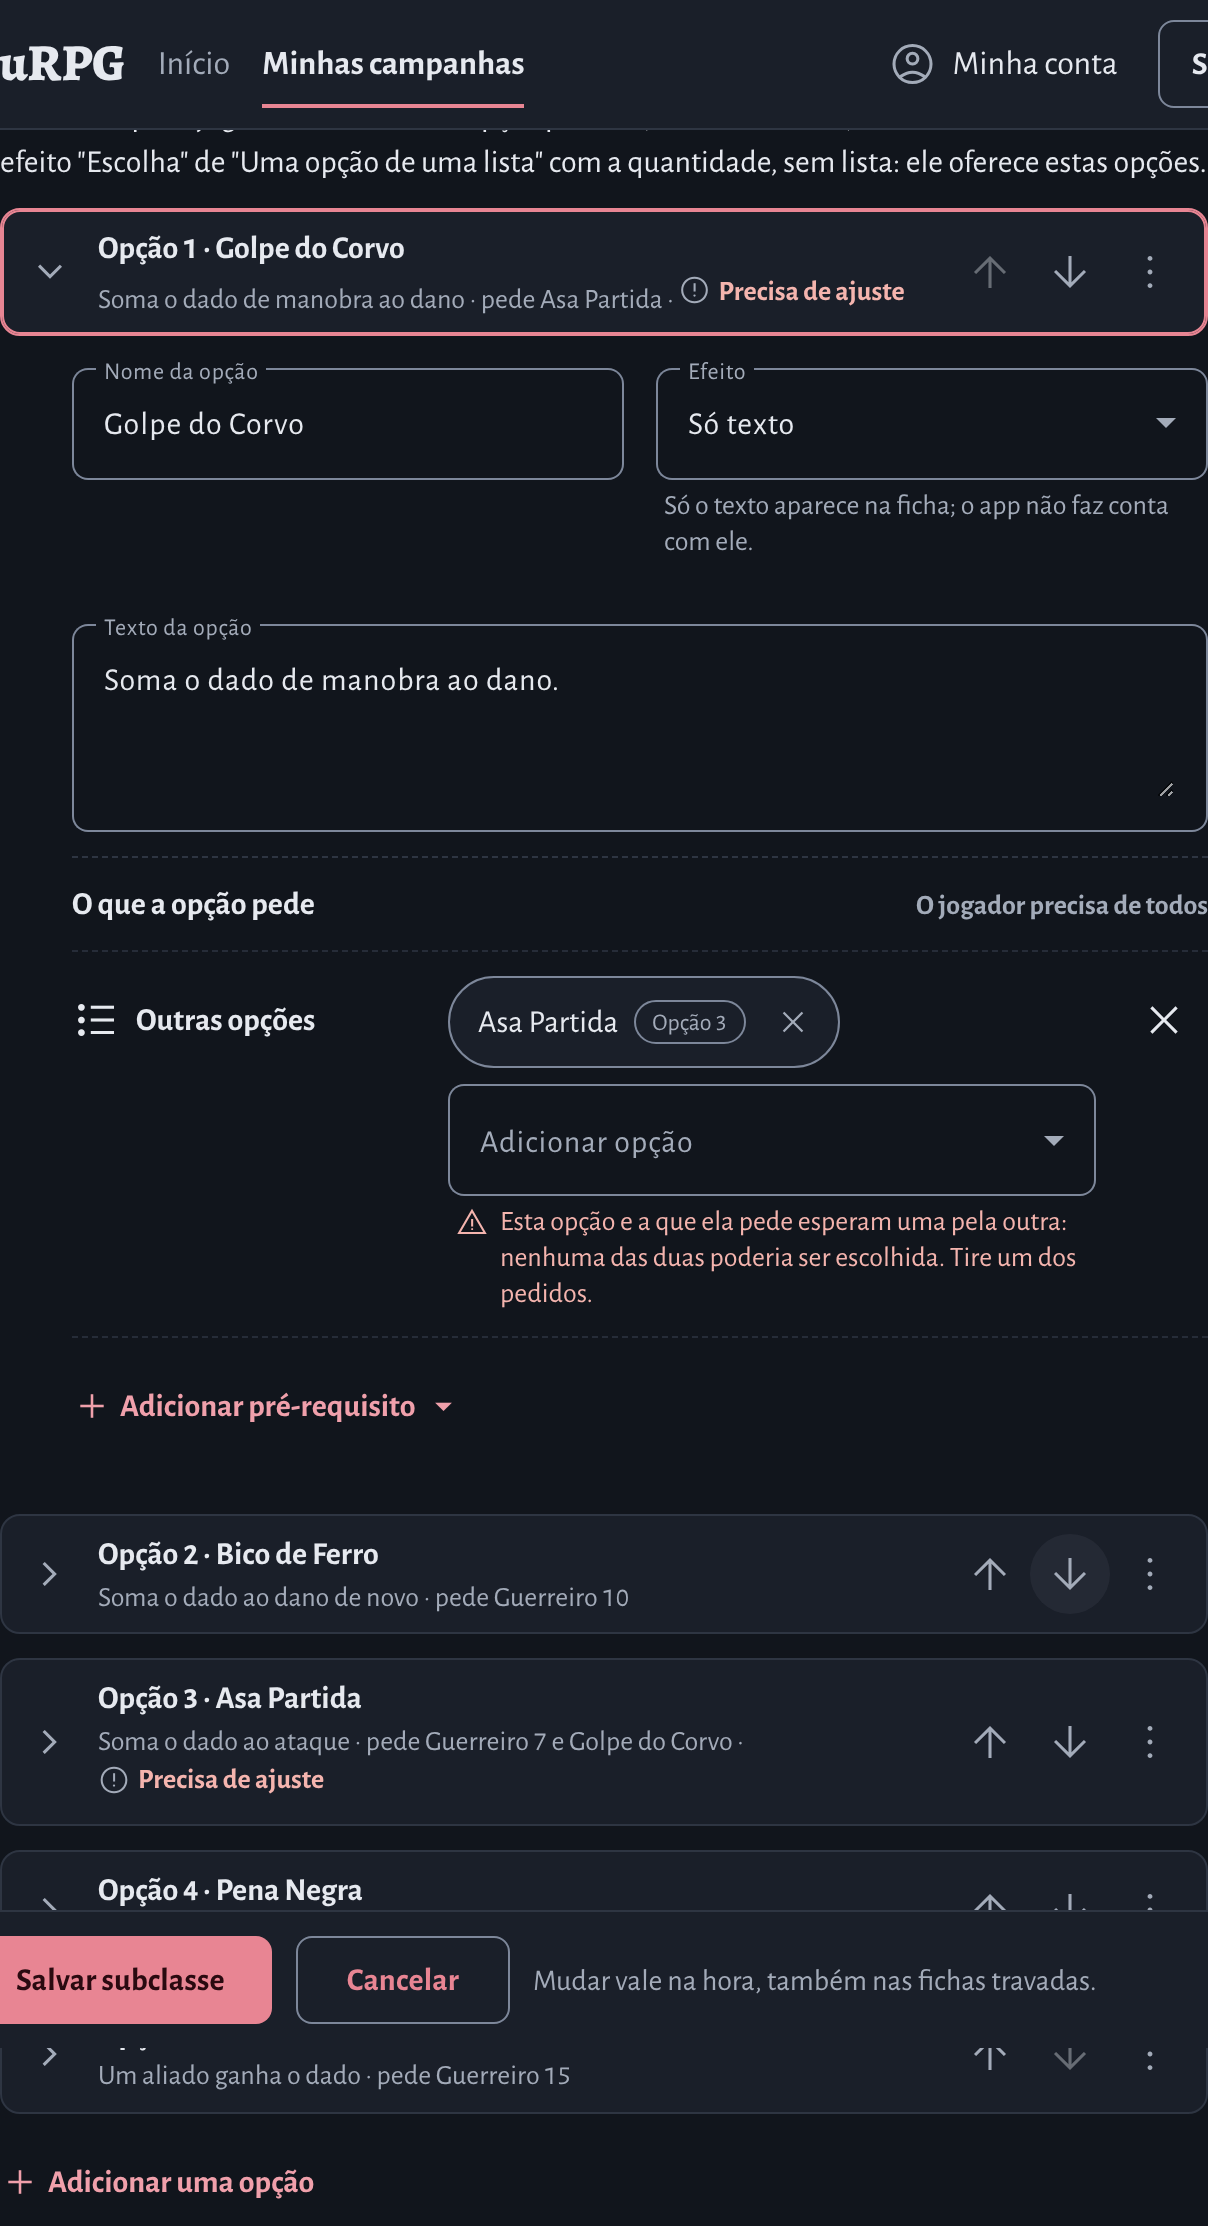 uRPG Início Minhas campanhas Minha conta S
efeito "Escolha" de "Uma opção de uma lista" com a quantidade, sem lista: ele oferece estas opções.
Opção 1 · Golpe do Corvo
Soma o dado de manobra ao dano · pede Asa Partida · Precisa de ajuste
Nome da opção
Golpe do Corvo
Efeito
Só texto
Só o texto aparece na ficha; o app não faz conta
com ele.
Texto da opção
Soma o dado de manobra ao dano.
O que a opção pede
O jogador precisa de todos
Outras opções
Asa Partida Opção 3
Adicionar opção
Esta opção e a que ela pede esperam uma pela outra:
nenhuma das duas poderia ser escolhida. Tire um dos
pedidos.
Adicionar pré-requisito
Opção 2 · Bico de Ferro
Soma o dado ao dano de novo · pede Guerreiro 10
Opção 3 · Asa Partida
Soma o dado ao ataque · pede Guerreiro 7 e Golpe do Corvo ·
Precisa de ajuste
Opção 4 · Pena Negra
Salvar subclasse Cancelar Mudar vale na hora, também nas fichas travadas.
Um aliado ganha o dado · pede Guerreiro 15
Adicionar uma opção